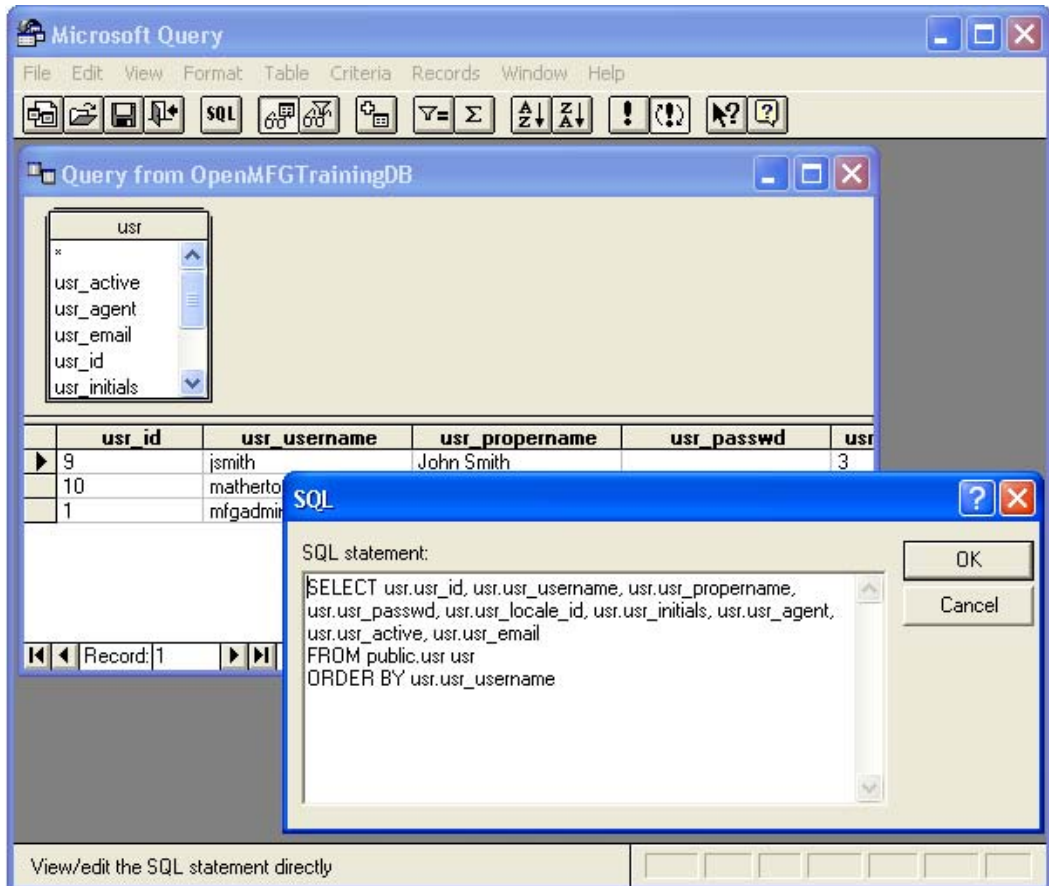 Microsoft Query
File Edit View Format Table Criteria Records Window Help
SQL
Query from OpenMFGTrainingDB
usr
*
usr_active
usr_agent
usr_email
usr_id
usr_initials
usr_id usr_username usr_propername usr_passwd usr
9 jsmith John Smith 3
10 matherto
1 mfgadmin
Record: 1
SQL
SQL statement:
SELECT usr.usr_id, usr.usr_username, usr.usr_propername,
usr.usr_passwd, usr.usr_locale_id, usr.usr_initials, usr.usr_agent,
usr.usr_active, usr.usr_email
FROM public.usr usr
ORDER BY usr.usr_username
OK
Cancel
View/edit the SQL statement directly